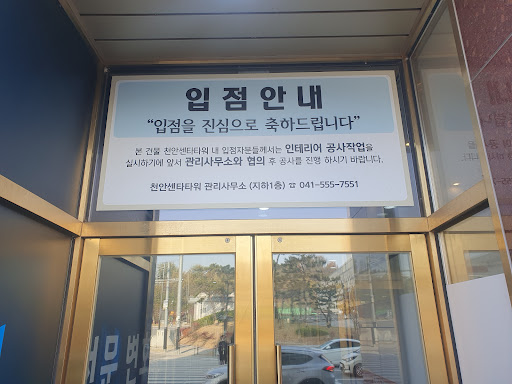 입점안내
“입점을 진심으로 축하드립니다”
본 건물 천안센타타워 내 입점자분들께서는 인테리어 공사작업을
실시하기에 앞서 관리사무소와 협의 후 공사를 진행 하시기 바랍니다.
천안센타타워 관리사무소 (지하1층) ☎ 041-555-7551